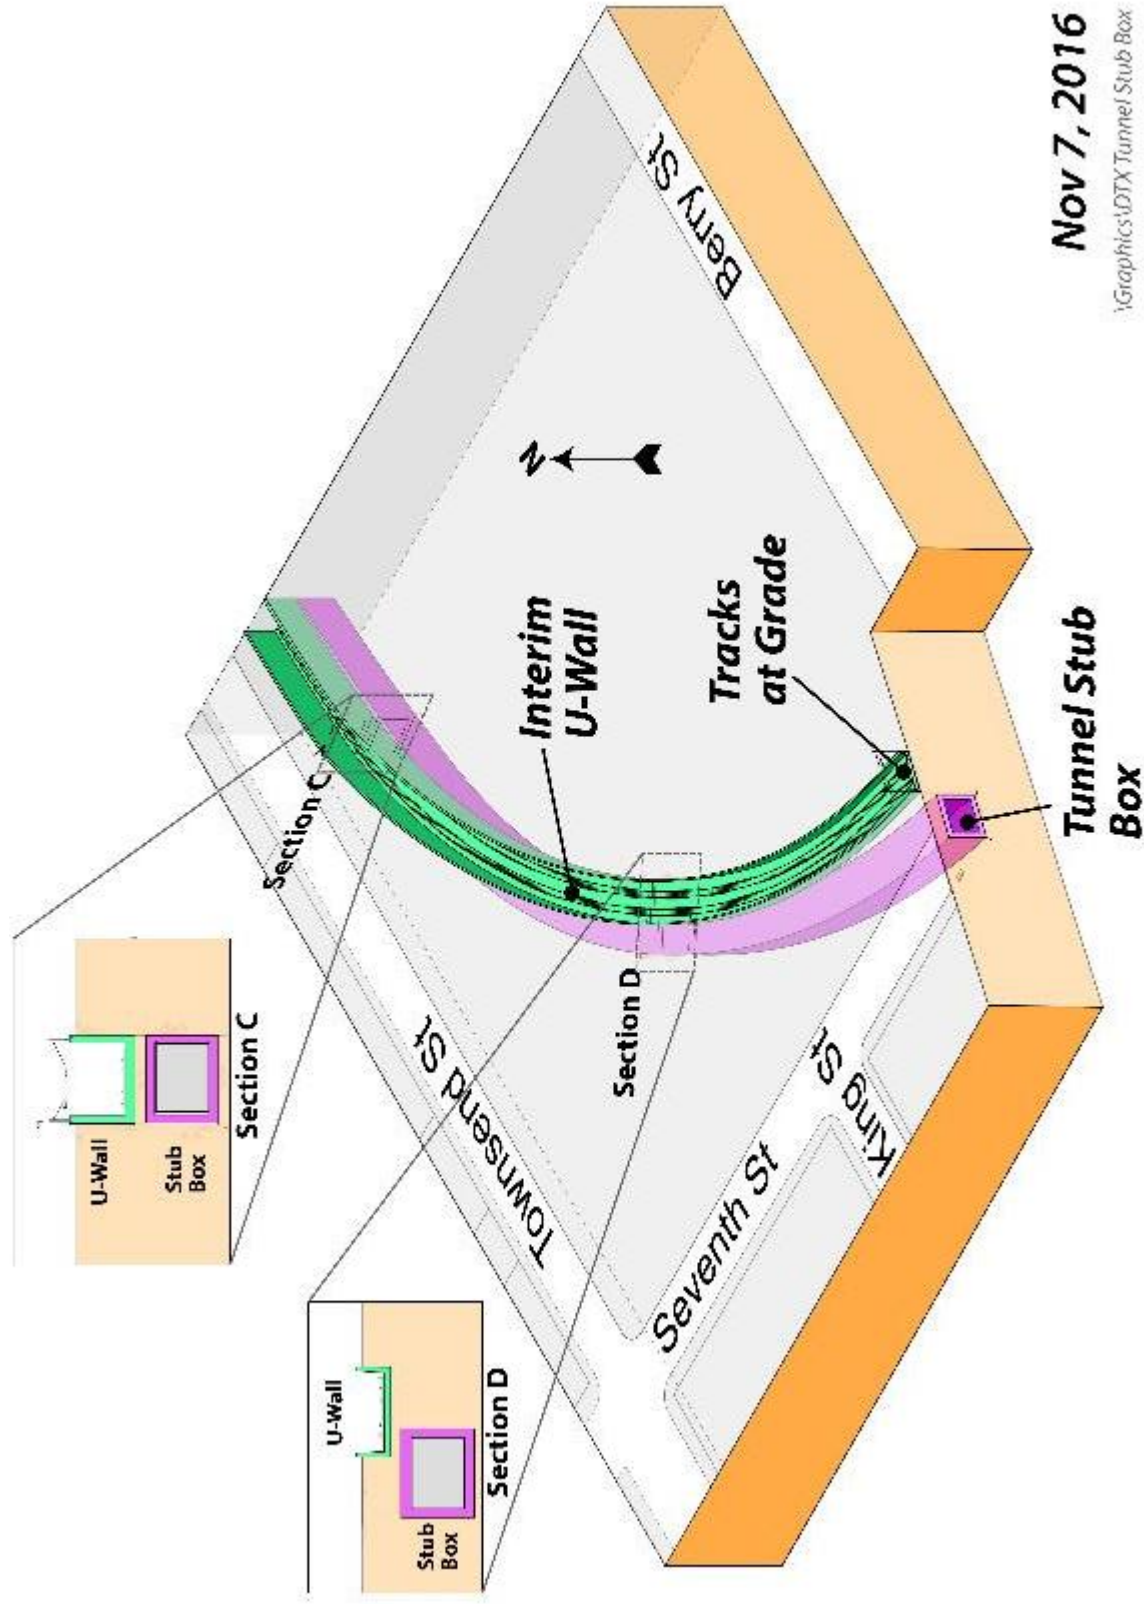 U-Wall
Stub
Box
Section C
U-Wall
Stub
Box
Section D
Section C
Section D
Townsend St
Seventh St
King St
Berry St
N
Interim
U-Wall
Tracks
at Grade
Tunnel Stub
Box
Nov 7, 2016
\Graphics\DTX Tunnel Stub Box